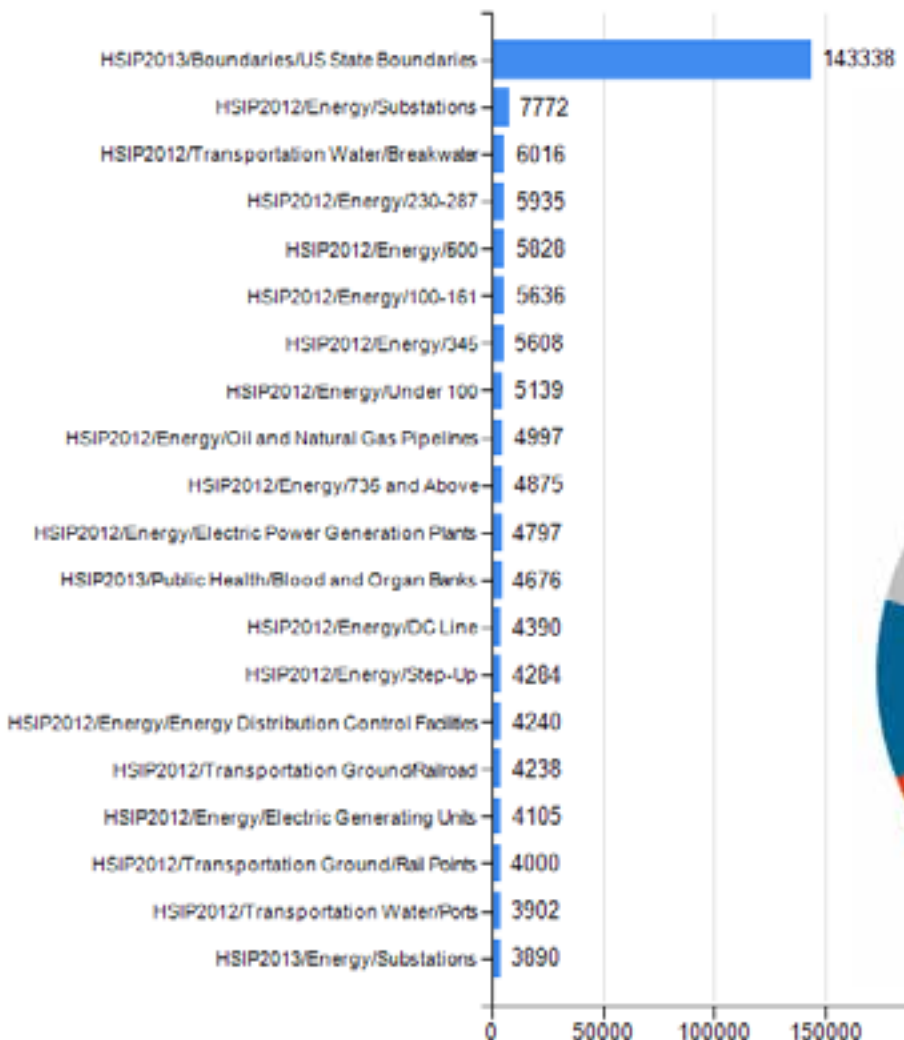 HSIP2013/Boundaries/US State Boundaries 143338
HSIP2012/Energy/Substations 7772
HSIP2012/Transportation Water/Breakwater 6016
HSIP2012/Energy/230-287 5935
HSIP2012/Energy/500 5828
HSIP2012/Energy/100-161 5636
HSIP2012/Energy/345 5608
HSIP2012/Energy/Under 100 5139
HSIP2012/Energy/Oil and Natural Gas Pipelines 4997
HSIP2012/Energy/735 and Above 4875
HSIP2012/Energy/Electric Power Generation Plants 4797
HSIP2013/Public Health/Blood and Organ Banks 4676
HSIP2012/Energy/DC Line 4390
HSIP2012/Energy/Step-Up 4284
HSIP2012/Energy/Energy Distribution Control Facilities 4240
HSIP2012/Transportation Ground/Railroad 4238
HSIP2012/Energy/Electric Generating Units 4105
HSIP2012/Transportation Ground/Rail Points 4000
HSIP2012/Transportation Water/Ports 3902
HSIP2013/Energy/Substations 3890
0 50000 100000 150000